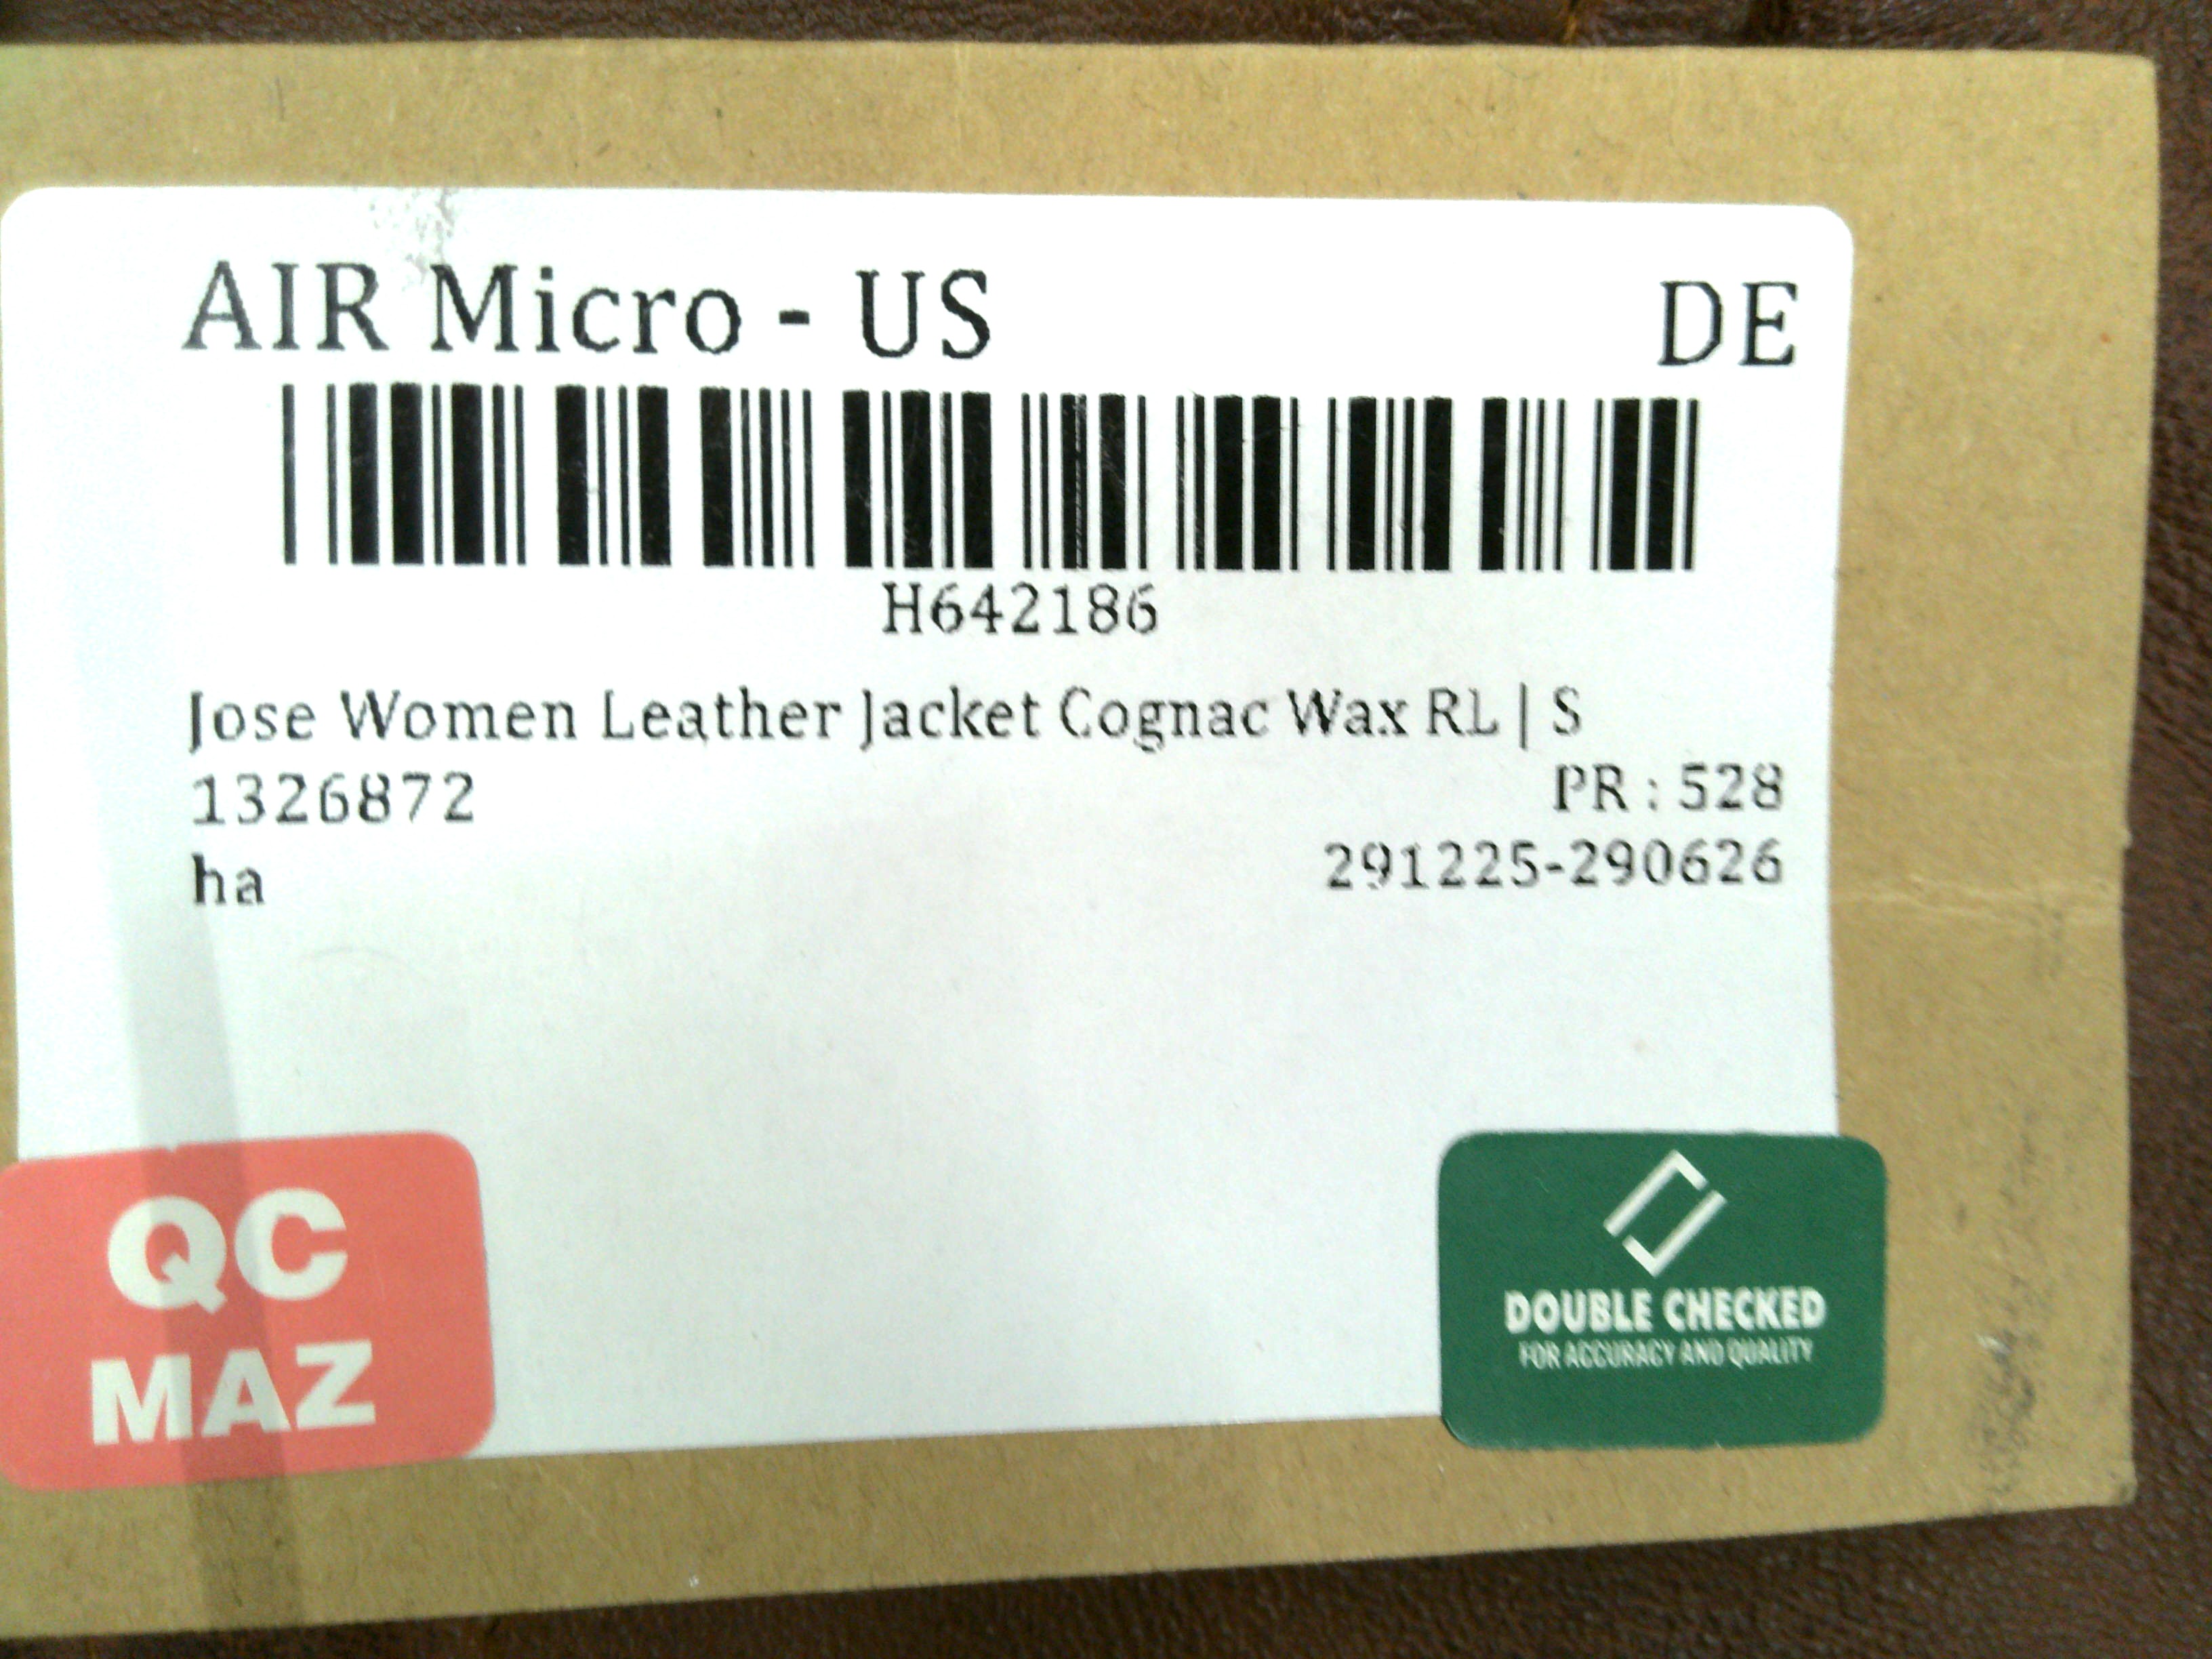 AIR Micro - US DE
H642186
Jose Women Leather Jacket Cognac Wax RL | S
1326872 PR : 528
ha 291225-290626
QC
MAZ
DOUBLE CHECKED
FOR ACCURACY AND QUALITY